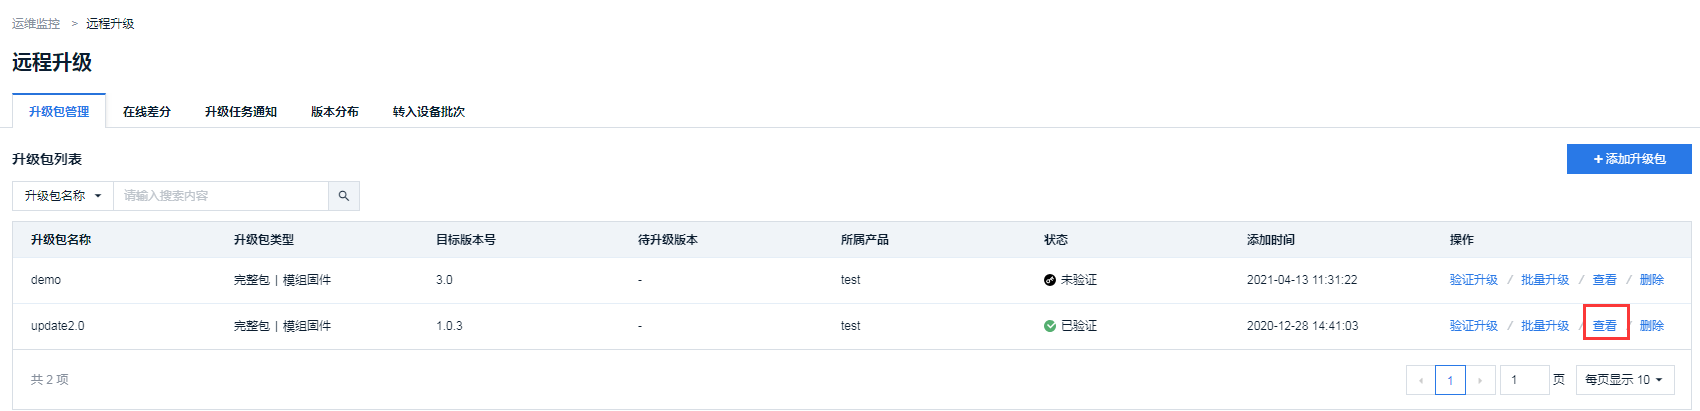 运维监控 > 远程升级
远程升级
升级包管理 在线差分 升级任务通知 版本分布 转入设备批次
升级包列表
+添加升级包
升级包名称 请输入搜索内容
升级包名称 升级包类型 目标版本号 待升级版本 所属产品 状态 添加时间 操作
demo 完整包 | 模组固件 3.0 - test 未验证 2021-04-13 11:31:22 验证升级 / 批量升级 / 查看 / 删除
update2.0 完整包 | 模组固件 1.0.3 - test 已验证 2020-12-28 14:41:03 验证升级 / 批量升级 / 查看 / 删除
共 2 项 1 1 页 每页显示 10